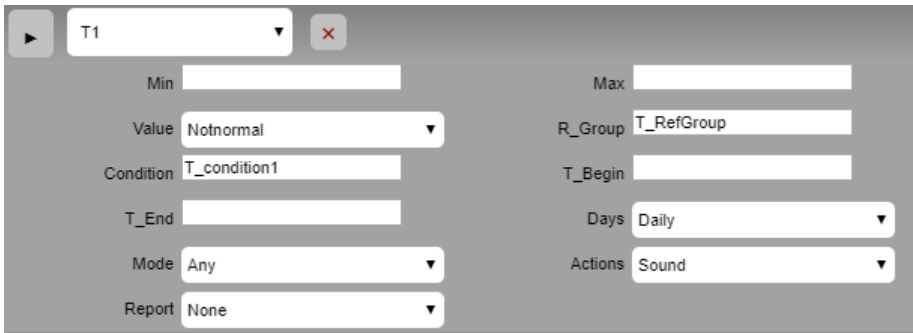 T1
Min Max
Value Notnormal R_Group T_RefGroup
Condition T_condition1 T_Begin
T_End Days Daily
Mode Any Actions Sound
Report None